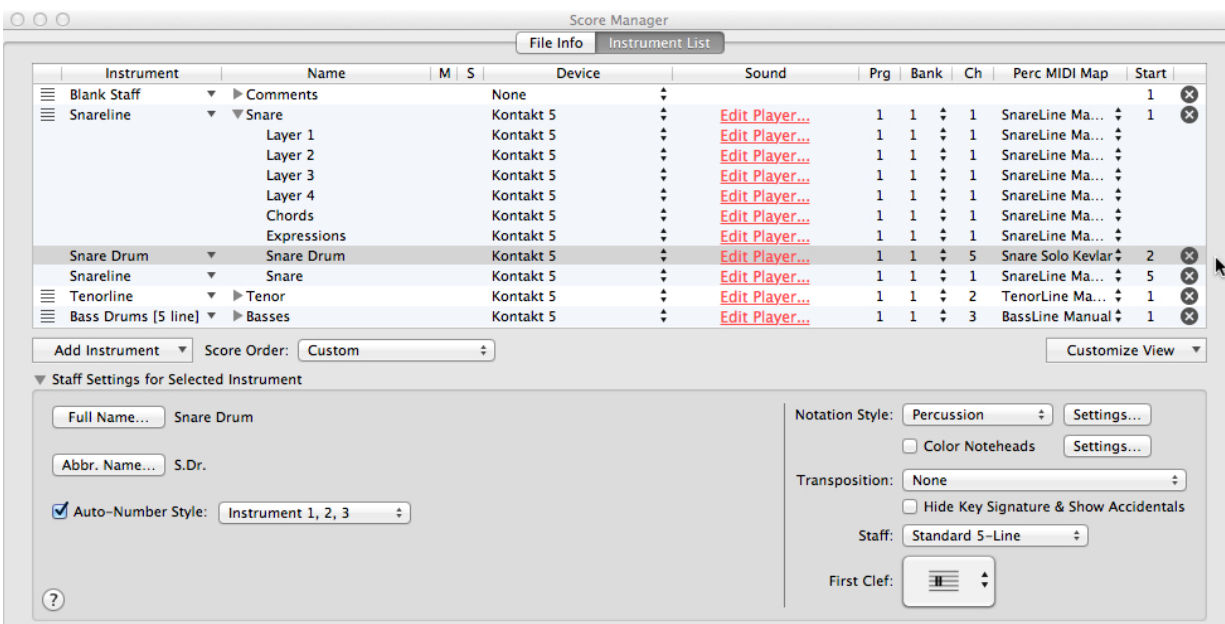 Score Manager
File Info Instrument List
Instrument Name M S Device Sound Prg Bank Ch Perc MIDI Map Start
Blank Staff Comments None 1
Snareline Snare Kontakt 5 Edit Player... 1 1 1 SnareLine Ma... 1
Layer 1 Kontakt 5 Edit Player... 1 1 1 SnareLine Ma...
Layer 2 Kontakt 5 Edit Player... 1 1 1 SnareLine Ma...
Layer 3 Kontakt 5 Edit Player... 1 1 1 SnareLine Ma...
Layer 4 Kontakt 5 Edit Player... 1 1 1 SnareLine Ma...
Chords Kontakt 5 Edit Player... 1 1 1 SnareLine Ma...
Expressions Kontakt 5 Edit Player... 1 1 1 SnareLine Ma...
Snare Drum Snare Drum Kontakt 5 Edit Player... 1 1 5 Snare Solo Kevlar 2
Snareline Snare Kontakt 5 Edit Player... 1 1 1 SnareLine Ma... 5
Tenorline Tenor Kontakt 5 Edit Player... 1 1 2 TenorLine Ma... 1
Bass Drums [5 line] Basses Kontakt 5 Edit Player... 1 1 3 BassLine Manual 1
Add Instrument Score Order: Custom Customize View
Staff Settings for Selected Instrument
Full Name... Snare Drum Notation Style: Percussion Settings...
Color Noteheads Settings...
Abbr. Name... S.Dr. Transposition: None
Auto-Number Style: Instrument 1, 2, 3 Hide Key Signature & Show Accidentals
Staff: Standard 5-Line
First Clef:
?